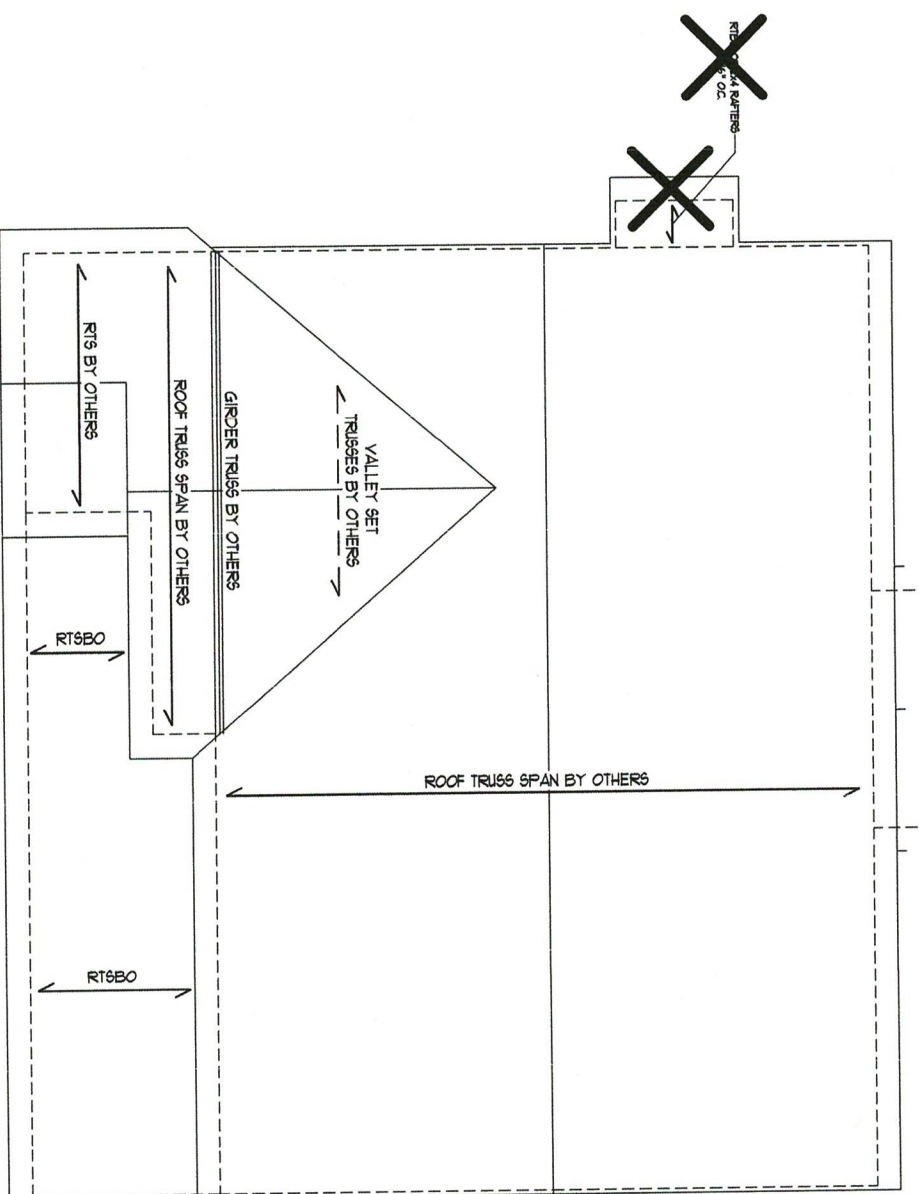 RAFTERS
O.C.
VALLEY SET
TRUSSES BY OTHERS
GIRDER TRUSS BY OTHERS
ROOF TRUSS SPAN BY OTHERS
RTS BY OTHERS
RTSBO
ROOF TRUSS SPAN BY OTHERS
RTSBO